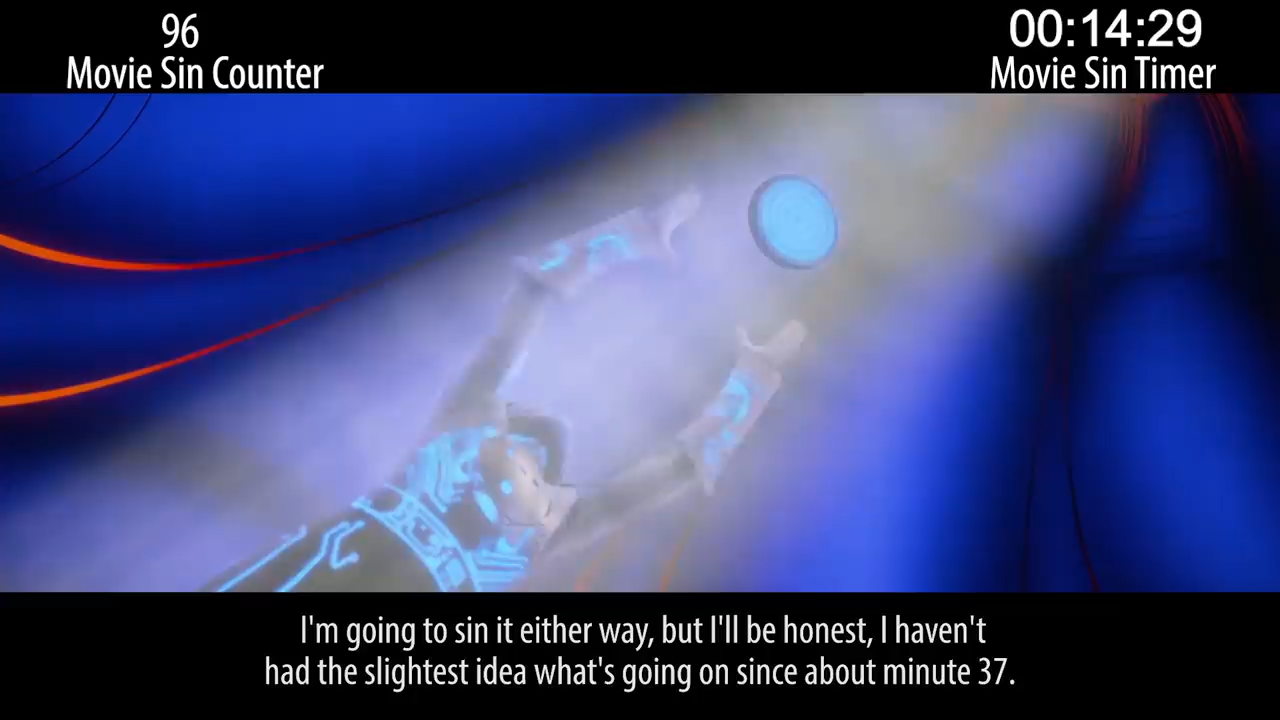 96
Movie Sin Counter
00:14:29
Movie Sin Timer
I'm going to sin it either way, but I'll be honest, I haven't
had the slightest idea what's going on since about minute 37.